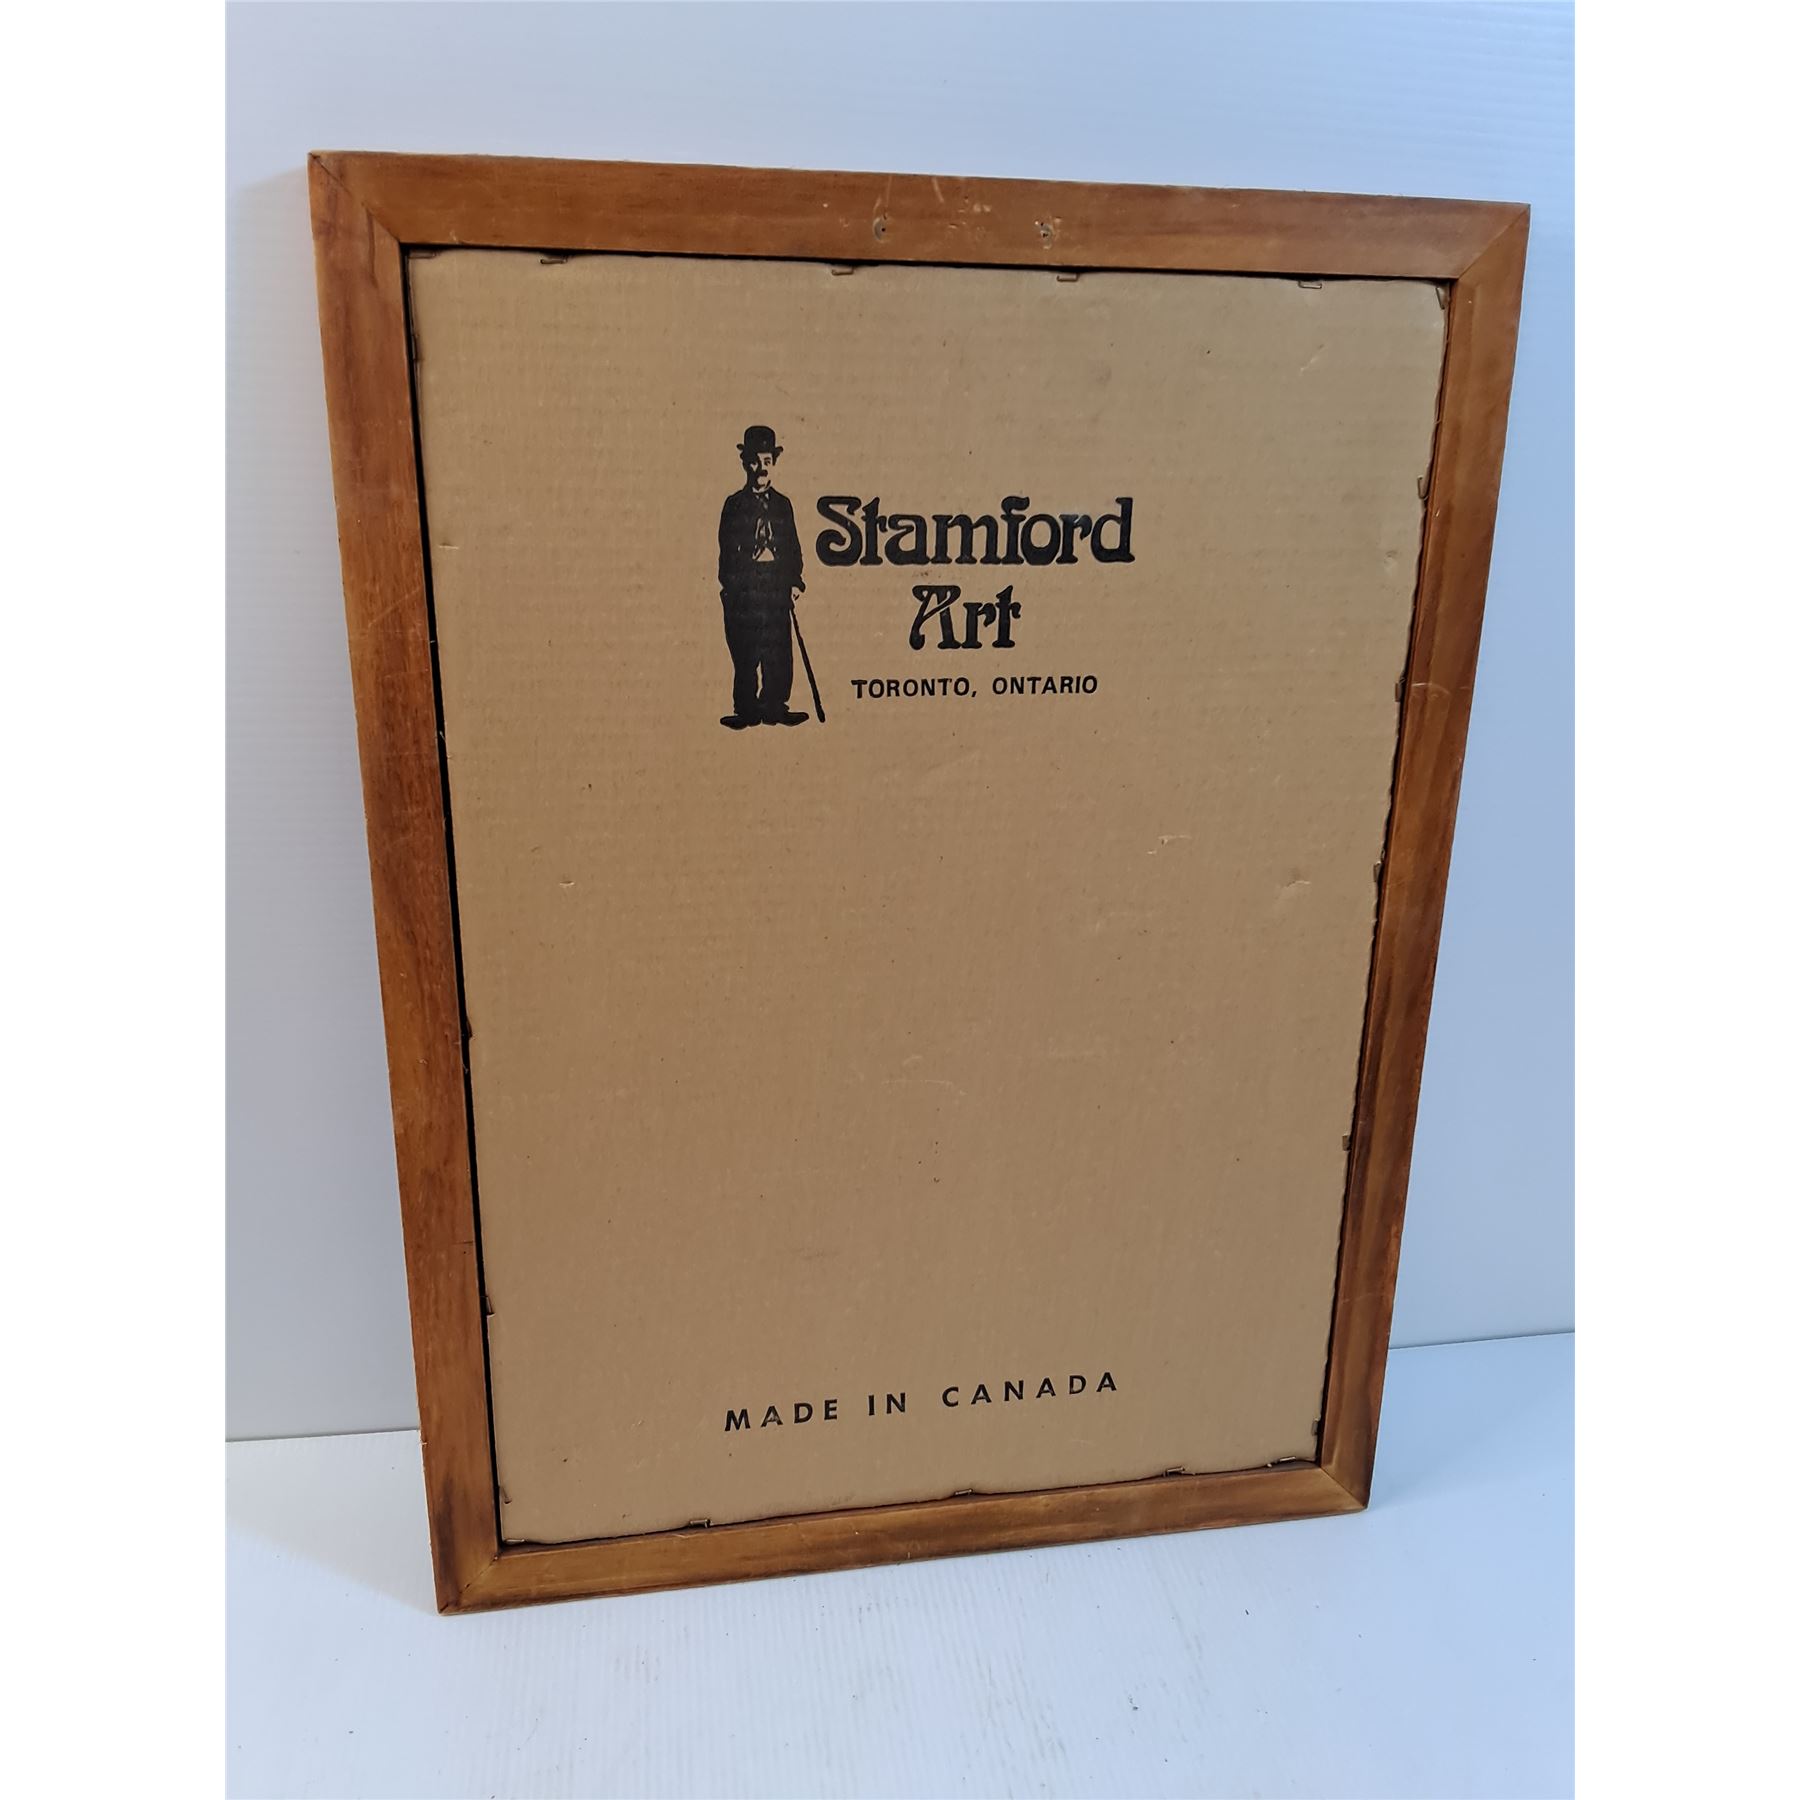 Stamford
Art
TORONTO, ONTARIO
MADE IN CANADA